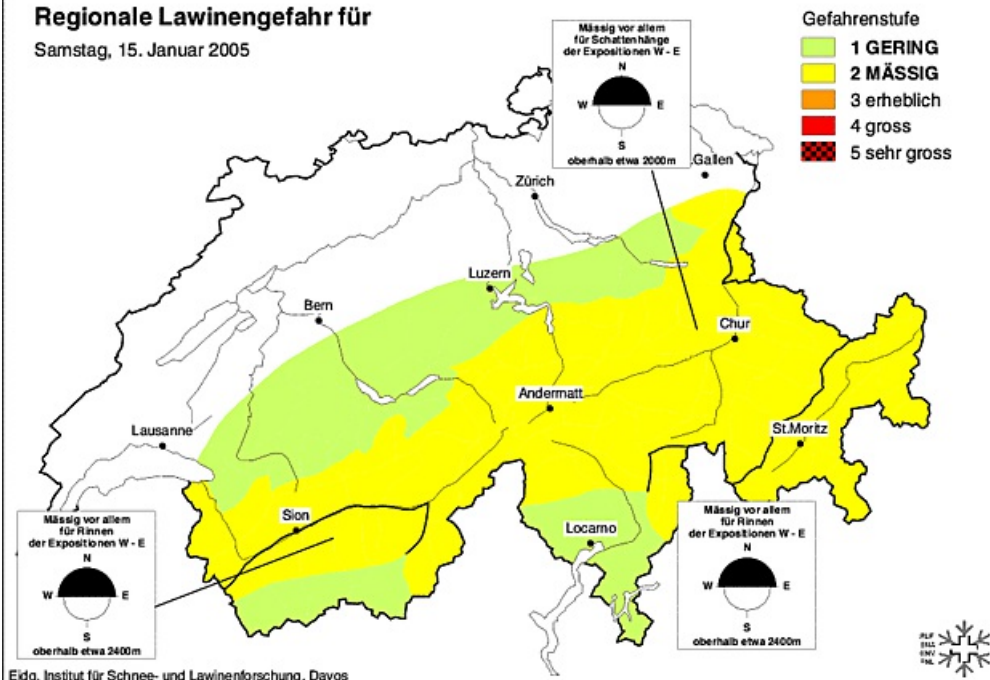 Regionale Lawinengefahr für
Samstag, 15. Januar 2005
Mässig vor allem
für Schattenhänge
der Expositionen W - E
N
W E
S
oberhalb etwa 2000m
Gefahrenstufe
1 GERING
2 MÄSSIG
3 erheblich
4 gross
5 sehr gross
.Gallen
Zürich
Luzern
Bern
Chur
Andermatt
Lausanne
St.Moritz
Sion
Locarno
Mässig vor allem
für Rinnen
der Expositionen W - E
N
W E
S
oberhalb etwa 2400m
Mässig vor allem
für Rinnen
der Expositionen W - E
N
W E
S
oberhalb etwa 2400m
Eidg. Institut für Schnee- und Lawinenforschung, Davos